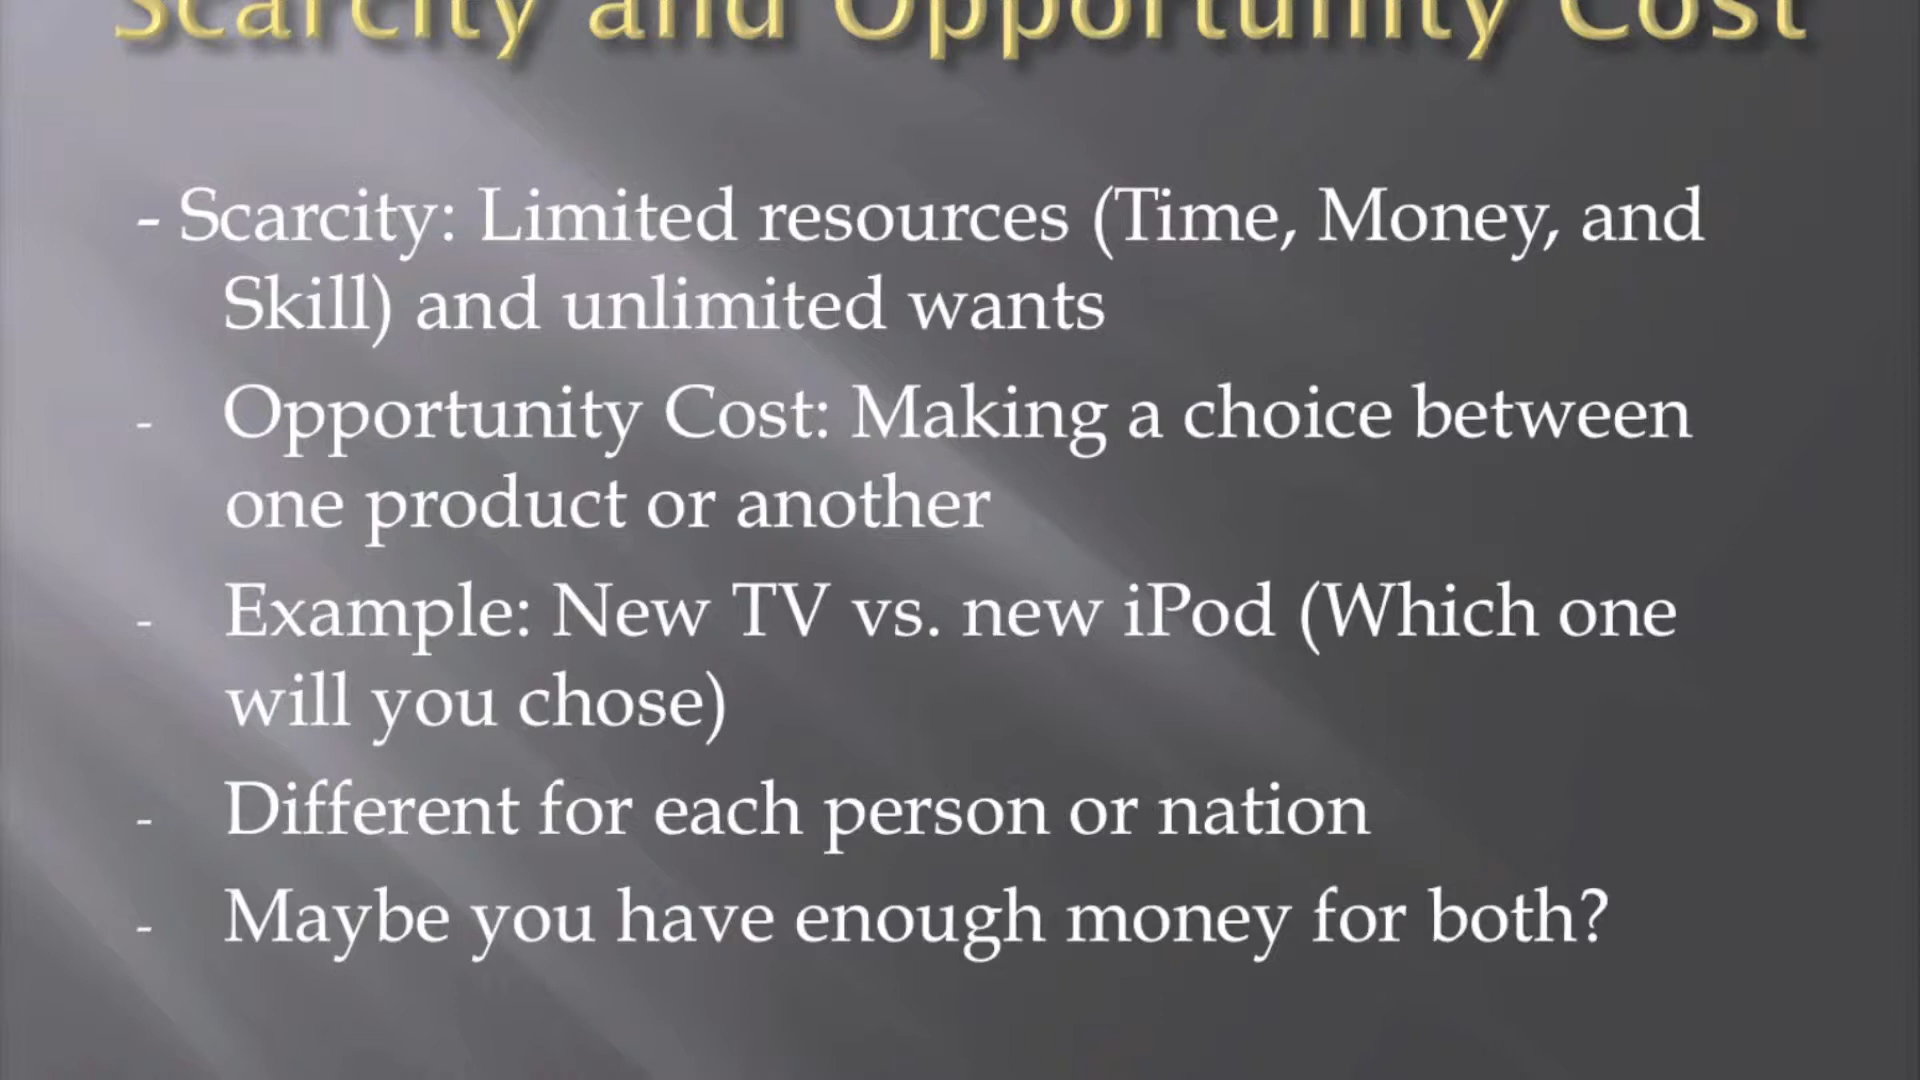 Scarcity and Opportunity Cost
- Scarcity: Limited resources (Time, Money, and
Skill) and unlimited wants
- Opportunity Cost: Making a choice between
one product or another
- Example: New TV vs. new iPod (Which one
will you chose)
- Different for each person or nation
- Maybe you have enough money for both?